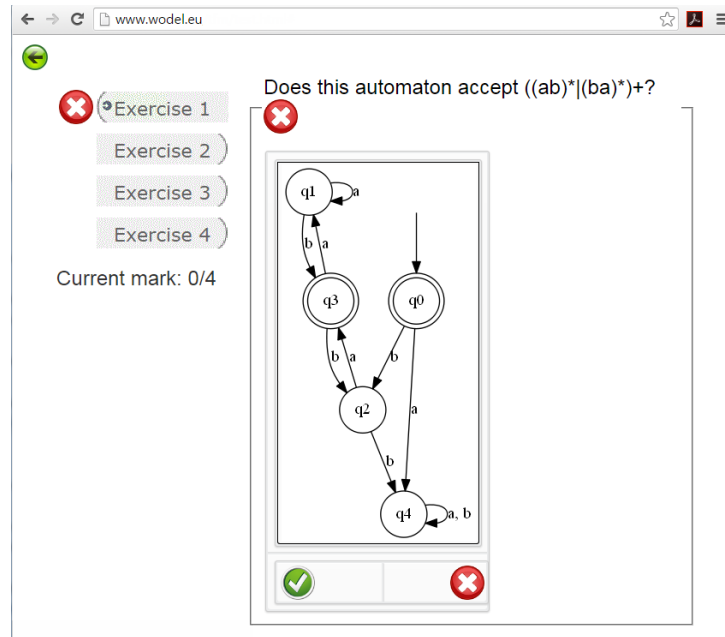 www.wodel.eu
Does this automaton accept ((ab)*|(ba)*)+?
Exercise 1
Exercise 2
Exercise 3
Exercise 4
Current mark: 0/4
q1
a
b
a
q3
q0
b
a
b
a
q2
b
q4
a, b